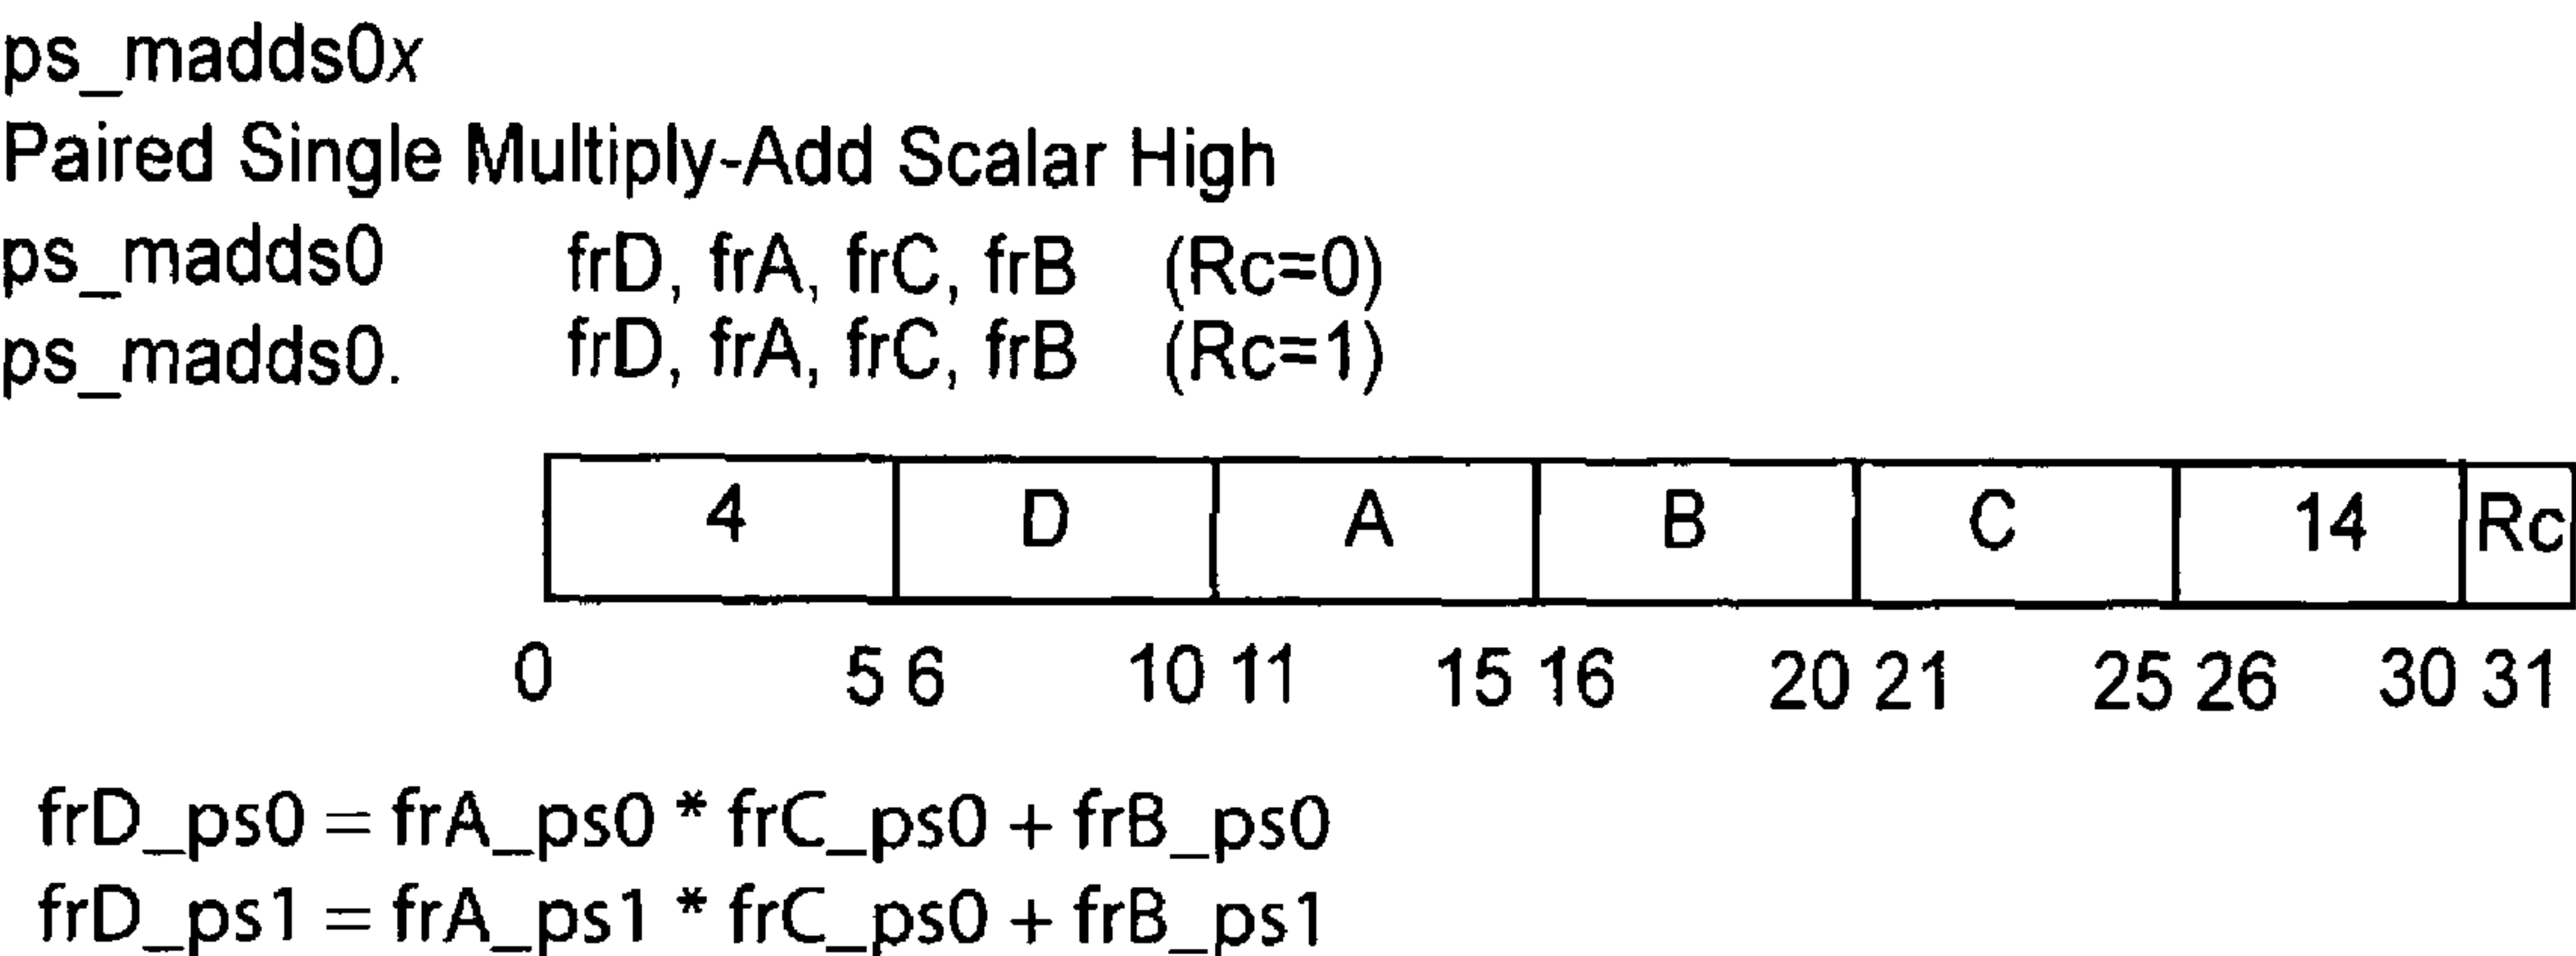 ps_madds0x
Paired Single Multiply-Add Scalar High
ps_madds0 frD, frA, frC, frB (Rc=0)
ps_madds0. frD, frA, frC, frB (Rc=1)
4 D A B C 14 Rc
0 5 6 10 11 15 16 20 21 25 26 30 31
frD_ps0 = frA_ps0 * frC_ps0 + frB_ps0
frD_ps1 = frA_ps1 * frC_ps0 + frB_ps1